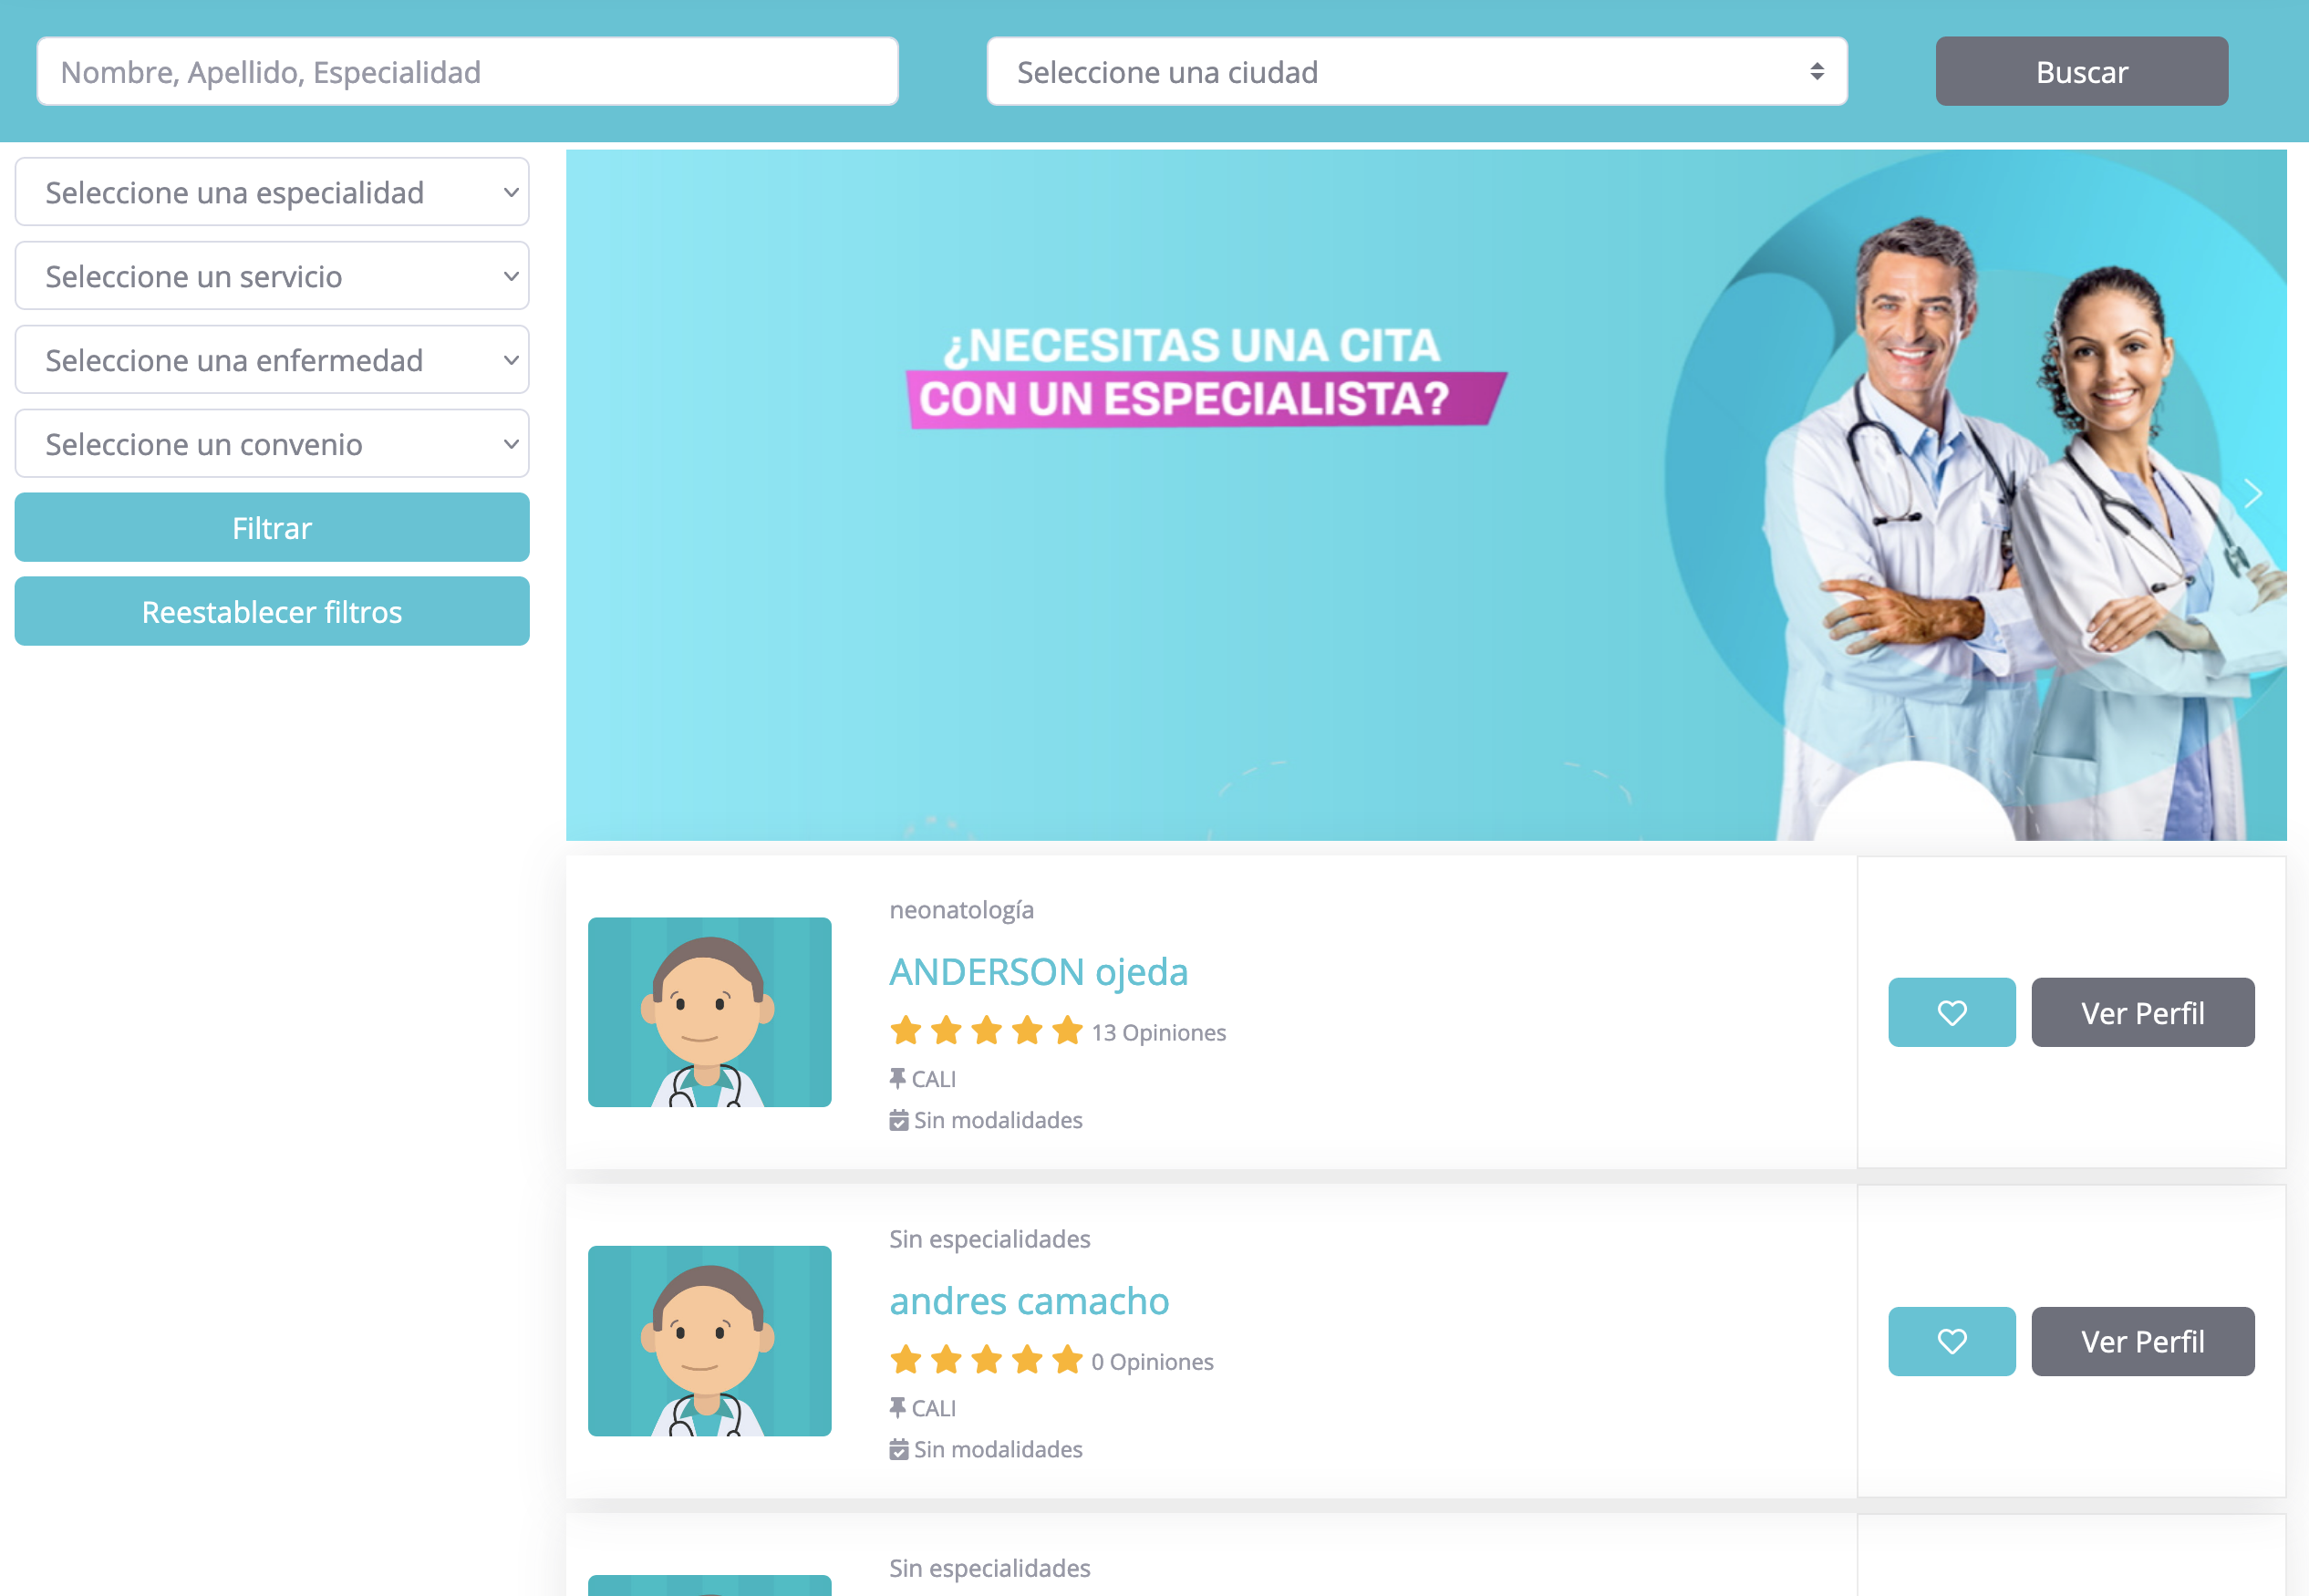 Nombre, Apellido, Especialidad
Seleccione una ciudad
Buscar
Seleccione una especialidad
Seleccione un servicio
Seleccione una enfermedad
Seleccione un convenio
Filtrar
Reestablecer filtros
¿NECESITAS UNA CITA
CON UN ESPECIALISTA?
neonatología
ANDERSON ojeda
13 Opiniones
CALI
Sin modalidades
Ver Perfil
Sin especialidades
andres camacho
0 Opiniones
CALI
Sin modalidades
Ver Perfil
Sin especialidades